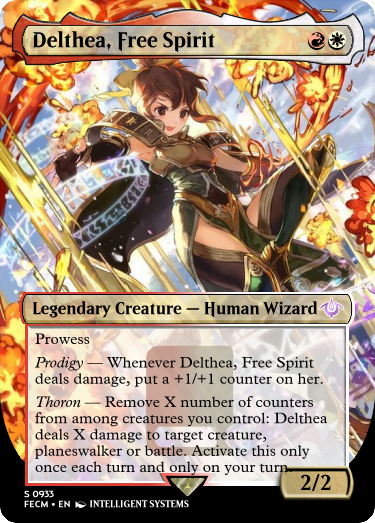 Delthea, Free Spirit
Legendary Creature — Human Wizard
Prowess
Prodigy — Whenever Delthea, Free Spirit
deals damage, put a +1/+1 counter on her.
Thoron — Remove X number of counters
from among creatures you control: Delthea
deals X damage to target creature,
planeswalker or battle. Activate this only
once each turn and only on your turn.
2/2
S 0933
FECM • EN INTELLIGENT SYSTEMS